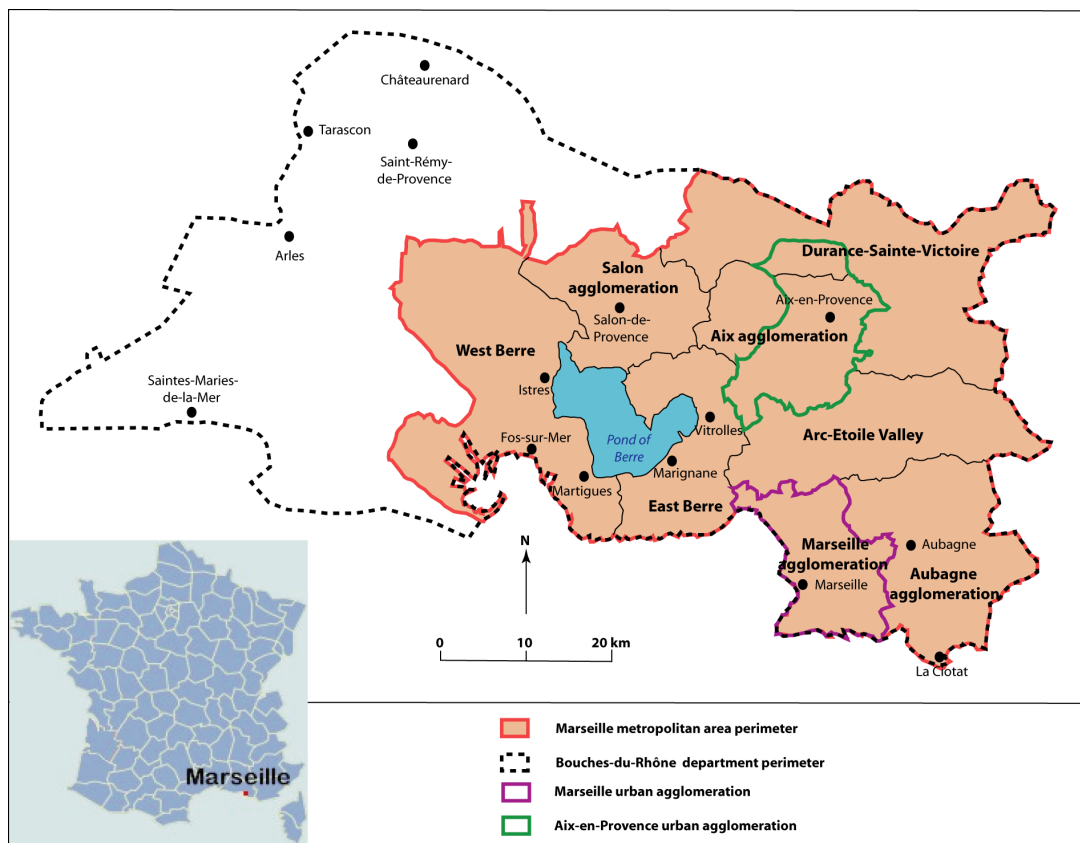 Châteaurenard
Tarascon
Saint-Rémy-
de-Provence
Arles
Durance-Sainte-Victoire
Salon
agglomeration
Aix-en-Provence
Salon-de-
Provence
Aix agglomeration
West Berre
Saintes-Maries-
de-la-Mer
Istres
Vitrolles
Arc-Etoile Valley
Fos-sur-Mer
Pond of
Berre
Marignane
Martigues
East Berre
N
Marseille
agglomeration
Aubagne
Aubagne
agglomeration
Marseille
0 10 20 km
La Ciotat
Marseille
Marseille metropolitan area perimeter
Bouches-du-Rhône department perimeter
Marseille urban agglomeration
Aix-en-Provence urban agglomeration